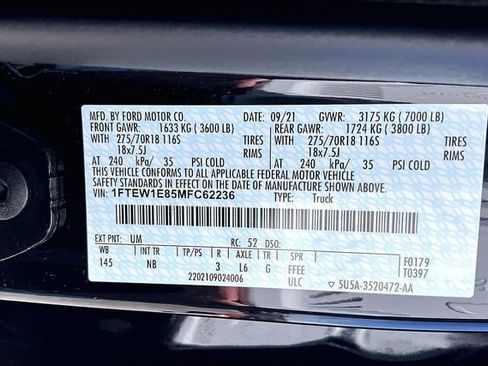 MFD. BY FORD MOTOR CO. 09/21 GVWR: 3175 KG ( 7000 LB)
FRONT GAWR: 1633 KG ( 3600 LB) REAR GAWR: 1724 KG ( 3800 LB)
275/70R18 116S TIRES 275/70R18 116S TIRES
18x7.5J RIMS 18x7.5J RIMS
AT 240 kPa/ 35 PSI COLD AT 240 kPa/ 35 PSI COLD
THIS VEHICLE CONFORMS TO ALL APPLICABLE FEDERAL MOTOR VEHICLE
SAFETY STANDARDS IN EFFECT ON THE DATE OF MANUFACTURE SHOWN ABOVE.
VIN: 1FTEW1E85MFC62236 TYPE: Truck
EXT PNT: UM RC: 52 DSO:
WB INT TR TP/PS R AXLE TR SPR F0179
145 NB 3 L6 G FFEE T0397
2202109024006 ULC 5U5A-3520472-AA